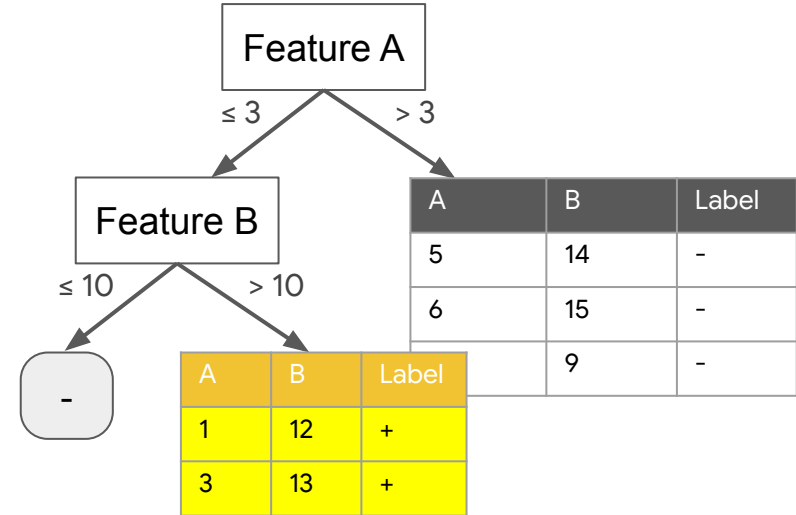 Feature A
≤ 3 > 3
Feature B
≤ 10 > 10
A B Label
5 14 -
6 15 -
9 -
-
A B Label
1 12 +
3 13 +